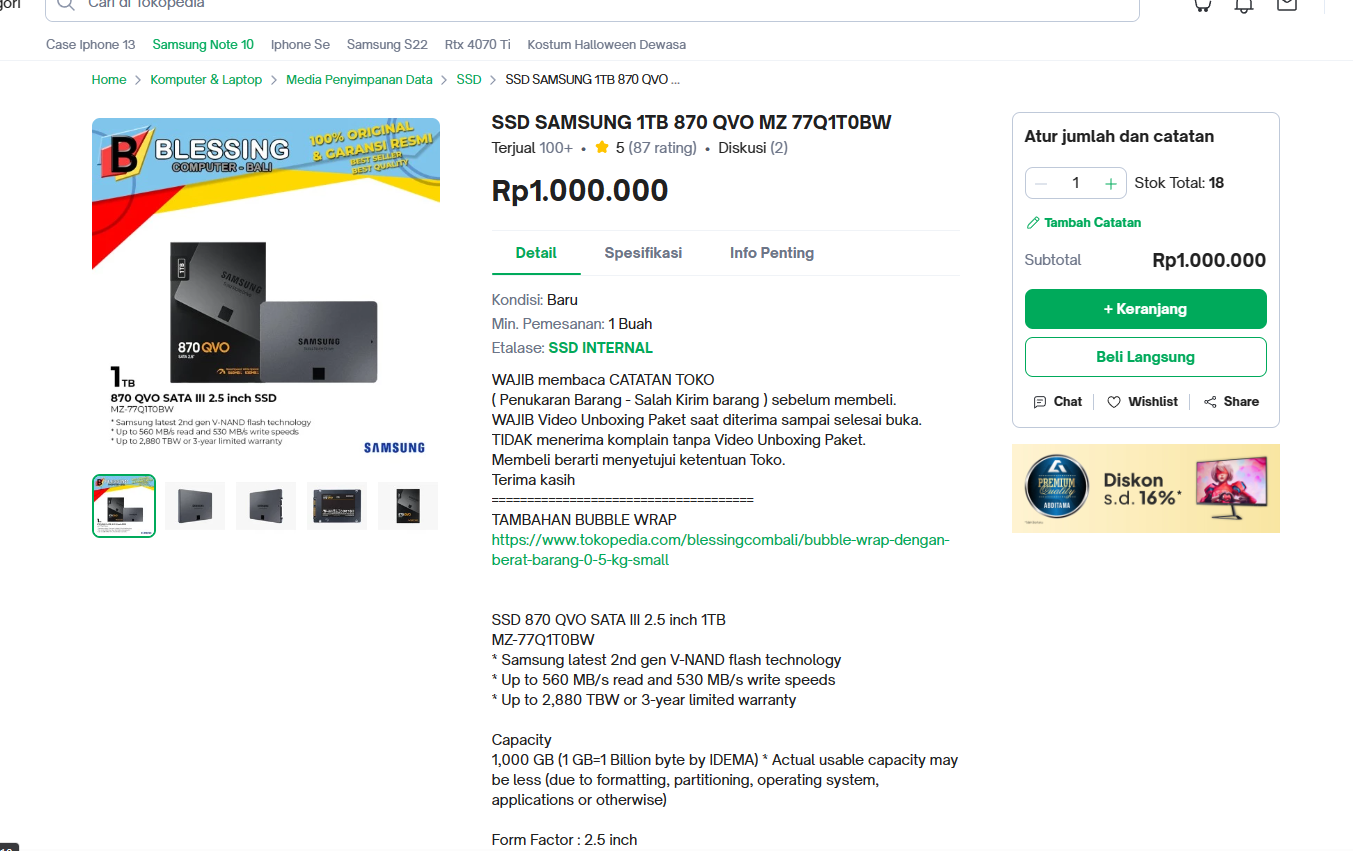 Cari di Tokopedia
Case Iphone 13 Samsung Note 10 Iphone Se Samsung S22 Rtx 4070 Ti Kostum Halloween Dewasa
Home > Komputer & Laptop > Media Penyimpanan Data > SSD > SSD SAMSUNG 1TB 870 QVO ...
B BLESSING
COMPUTER - BALI
100% ORIGINAL
& GARANSI RESMI
BEST SELLER
BEST QUALITY
1TB
SAMSUNG
870 QVO
SATA 2.5"
SAMSUNG
1TB
870 QVO SATA III 2.5 inch SSD
MZ-77Q1T0BW
* Samsung latest 2nd gen V-NAND flash technology
* Up to 560 MB/s read and 530 MB/s write speeds
* Up to 2,880 TBW or 3-year limited warranty
SAMSUNG
SSD SAMSUNG 1TB 870 QVO MZ 77Q1T0BW
Terjual 100+ • 5 (87 rating) • Diskusi (2)
Rp1.000.000
Detail Spesifikasi Info Penting
Kondisi: Baru
Min. Pemesanan: 1 Buah
Etalase: SSD INTERNAL
WAJIB membaca CATATAN TOKO
( Penukaran Barang - Salah Kirim barang ) sebelum membeli.
WAJIB Video Unboxing Paket saat diterima sampai selesai buka.
TIDAK menerima komplain tanpa Video Unboxing Paket.
Membeli berarti menyetujui ketentuan Toko.
Terima kasih
=====================================
TAMBAHAN BUBBLE WRAP
https://www.tokopedia.com/blessingcombali/bubble-wrap-dengan-
berat-barang-0-5-kg-small
SSD 870 QVO SATA III 2.5 inch 1TB
MZ-77Q1T0BW
* Samsung latest 2nd gen V-NAND flash technology
* Up to 560 MB/s read and 530 MB/s write speeds
* Up to 2,880 TBW or 3-year limited warranty
Capacity
1,000 GB (1 GB=1 Billion byte by IDEMA) * Actual usable capacity may
be less (due to formatting, partitioning, operating system,
applications or otherwise)
Form Factor : 2.5 inch
Atur jumlah dan catatan
1 + Stok Total: 18
Tambah Catatan
Subtotal Rp1.000.000
+ Keranjang
Beli Langsung
Chat Wishlist Share
PREMIUM
Quality
ABDITAMA
Diskon
s.d. 16%*